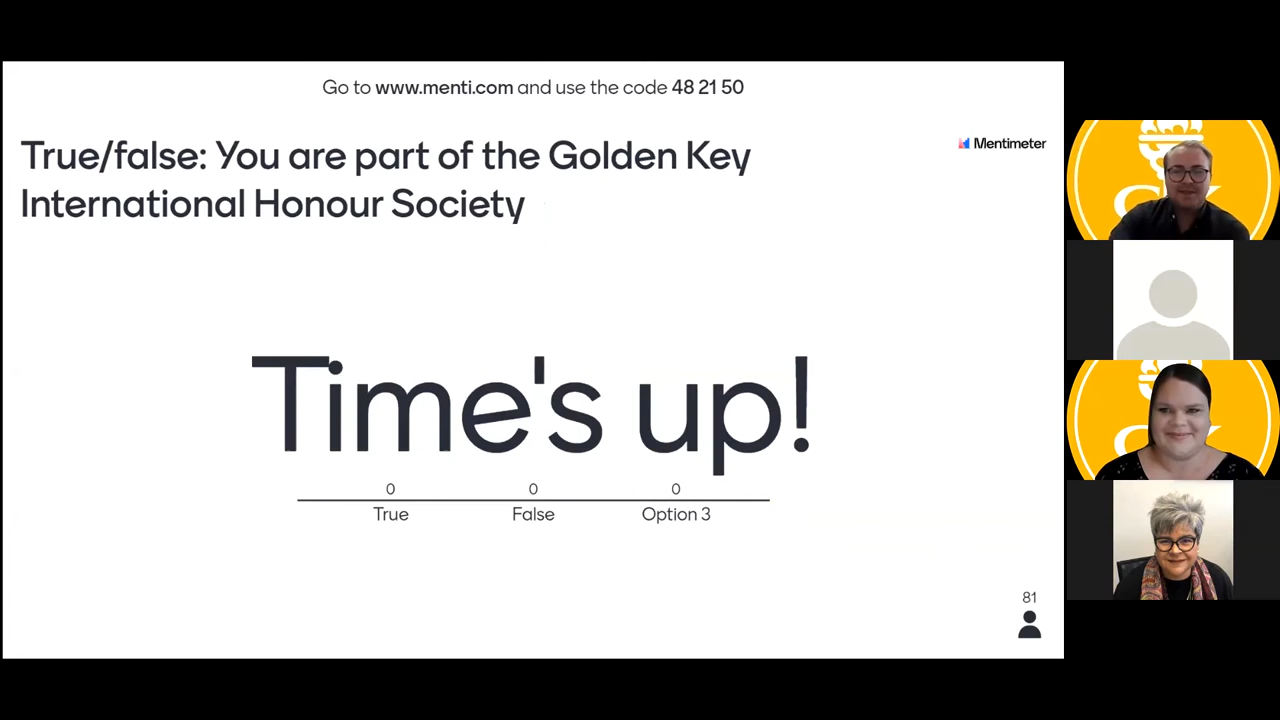 Go to www.menti.com and use the code 48 21 50
True/false: You are part of the Golden Key
International Honour Society
Mentimeter
Time's up!
0 0 0
True False Option 3
81